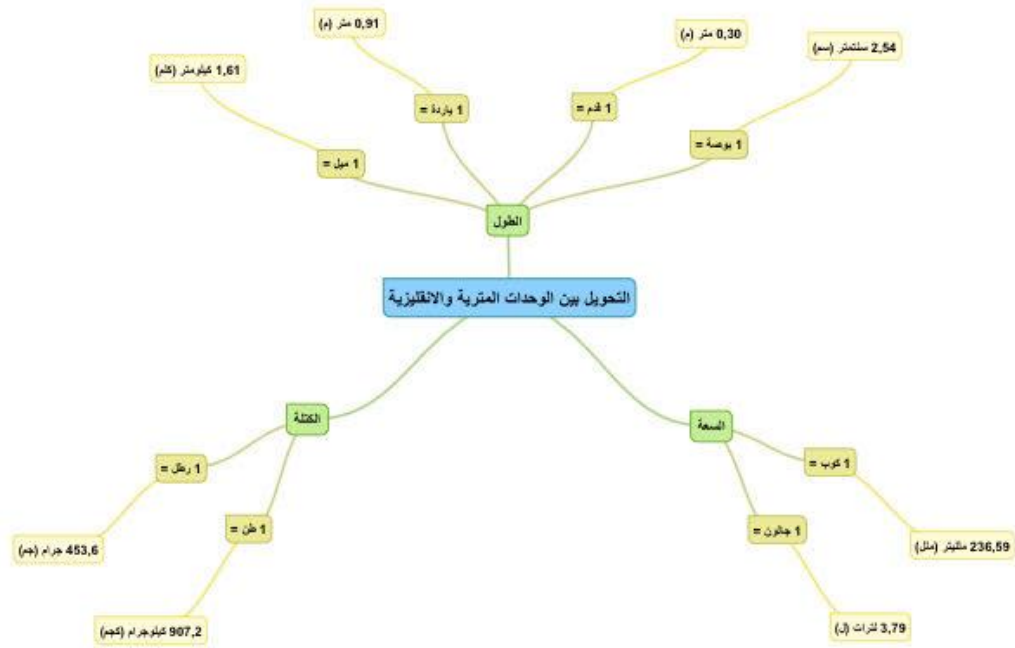 التحويل بين الوحدات المترية والانقليزية
الطول
1 بوصة =
2,54 سنتمتر (سم)
1 قدم =
0,30 متر (م)
1 ياردة =
0,91 متر (م)
1 ميل =
1,61 كيلومتر (كلم)
السعة
1 كوب =
236,59 مللیتر (ملل)
1 جالون =
3,79 لترات (ل)
الكتلة
1 رطل =
453,6 جرام (جم)
1 طن =
907,2 كيلوجرام (كجم)